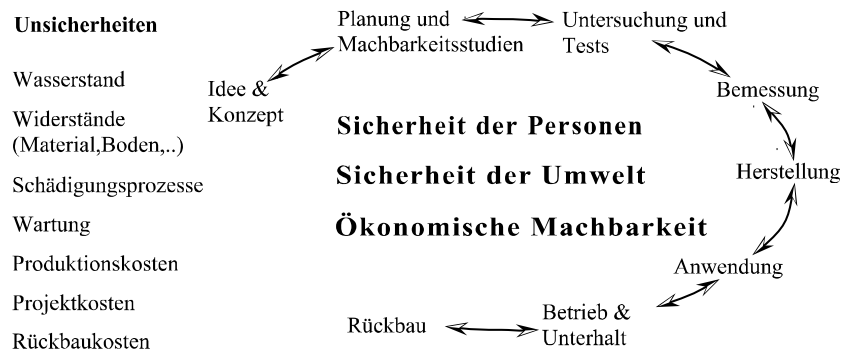 Unsicherheiten
Wasserstand
Widerstände
(Material,Boden,..)
Schädigungsprozesse
Wartung
Produktionskosten
Projektkosten
Rückbaukosten
Idee &
Konzept
Planung und
Machbarkeitsstudien
Untersuchung und
Tests
Bemessung
Herstellung
Anwendung
Betrieb &
Unterhalt
Rückbau
Sicherheit der Personen
Sicherheit der Umwelt
Ökonomische Machbarkeit